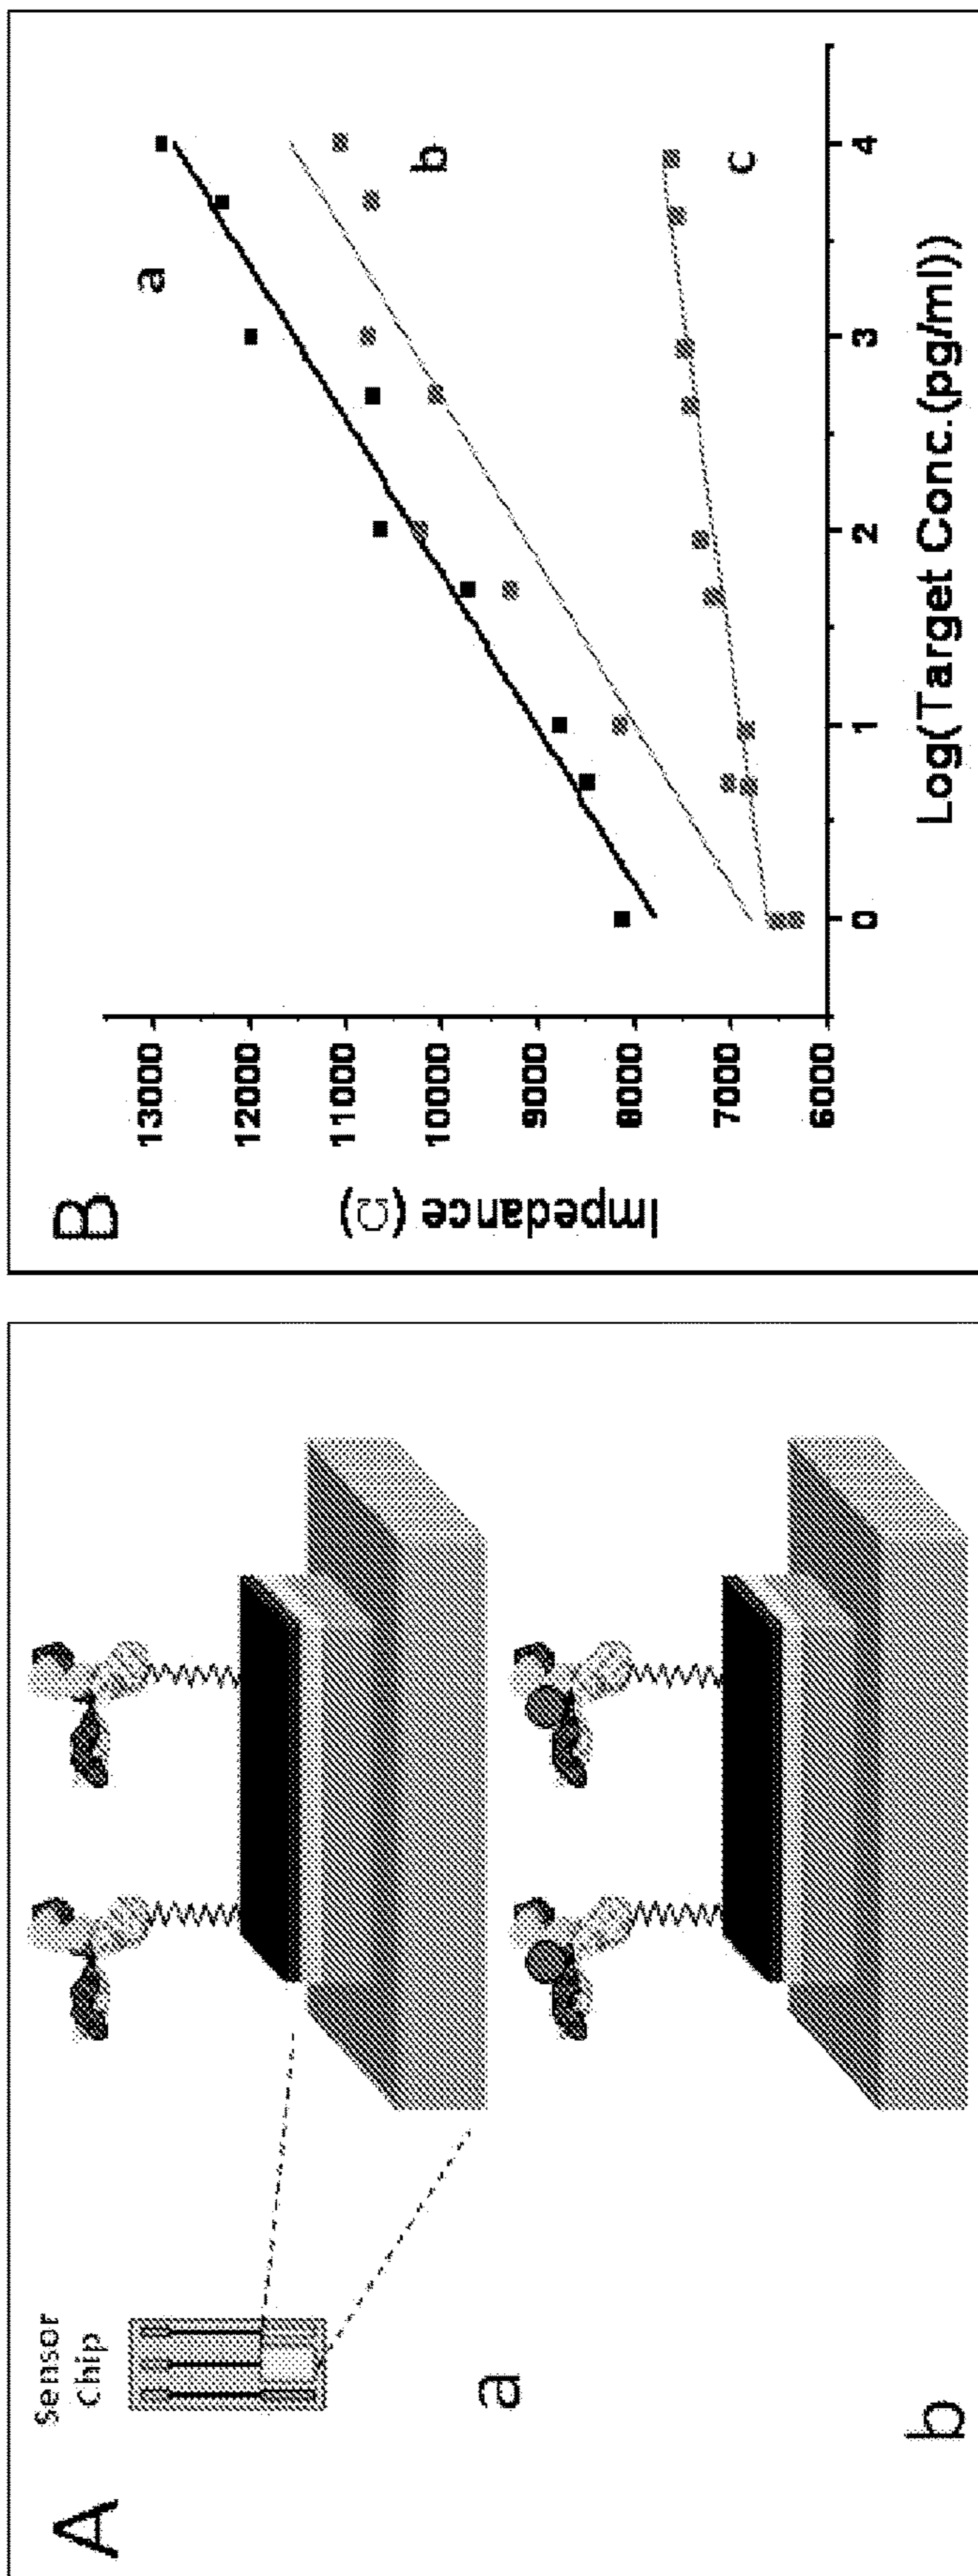 A
Sensor
Chip
a
b
B
Impedance (Ω)
13000
12000
11000
10000
9000
8000
7000
6000
a
b
c
0 1 2 3 4
Log(Target Conc.(pg/ml))